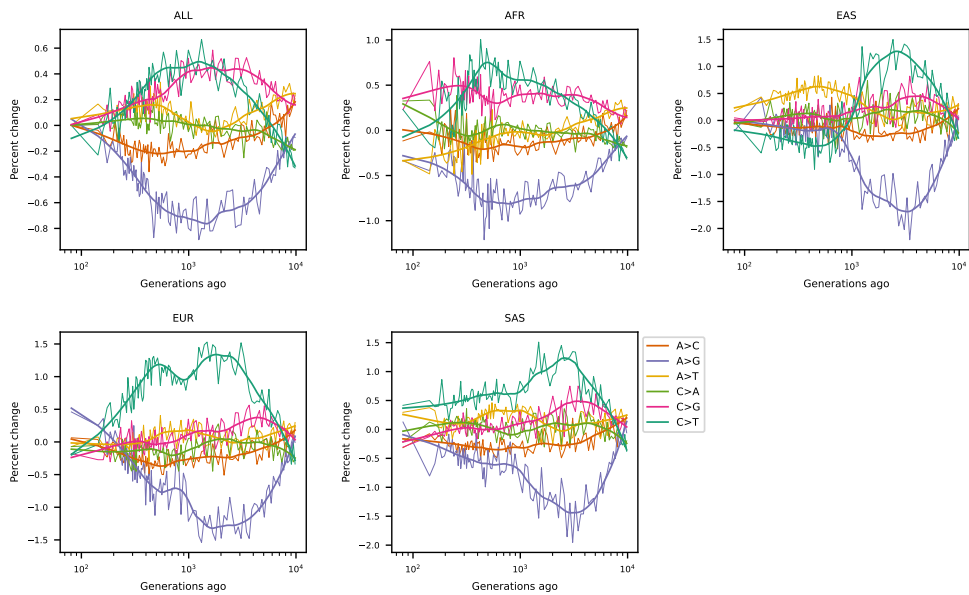 ALL
Percent change
0.6
0.4
0.2
0.0
−0.2
−0.4
−0.6
−0.8
10²
10³
10⁴
Generations ago
AFR
Percent change
1.0
0.5
0.0
−0.5
−1.0
10²
10³
10⁴
Generations ago
EAS
Percent change
1.5
1.0
0.5
0.0
−0.5
−1.0
−1.5
−2.0
10²
10³
10⁴
Generations ago
EUR
Percent change
1.5
1.0
0.5
0.0
−0.5
−1.0
−1.5
10²
10³
10⁴
Generations ago
SAS
Percent change
1.5
1.0
0.5
0.0
−0.5
−1.0
−1.5
−2.0
10²
10³
10⁴
Generations ago
A>C
A>G
A>T
C>A
C>G
C>T